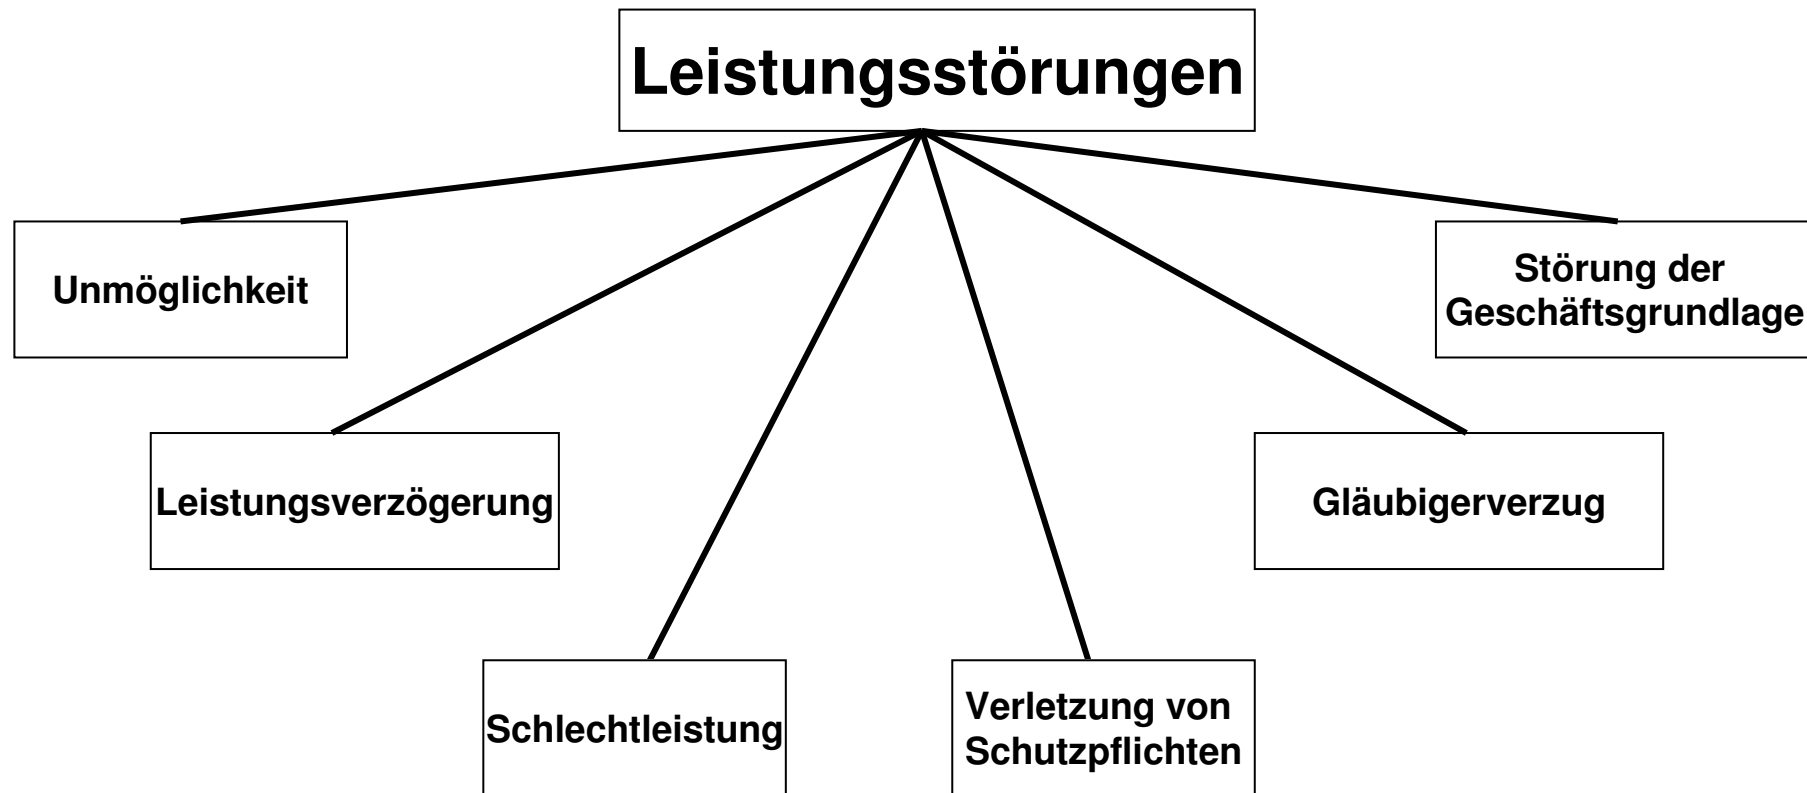 Leistungsstörungen
Unmöglichkeit
Störung der
Geschäftsgrundlage
Leistungsverzögerung
Gläubigerverzug
Schlechtleistung
Verletzung von
Schutzpflichten